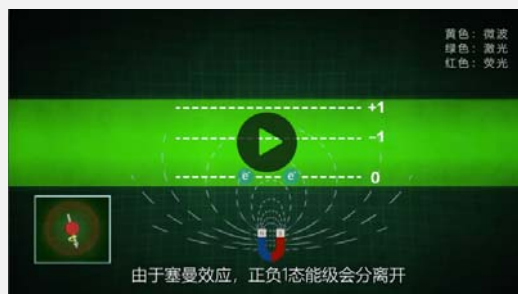 黄色：微波
绿色：激光
红色：荧光
+1
-1
0
e⁻ e⁻
由于塞曼效应，正负1态能级会分离开